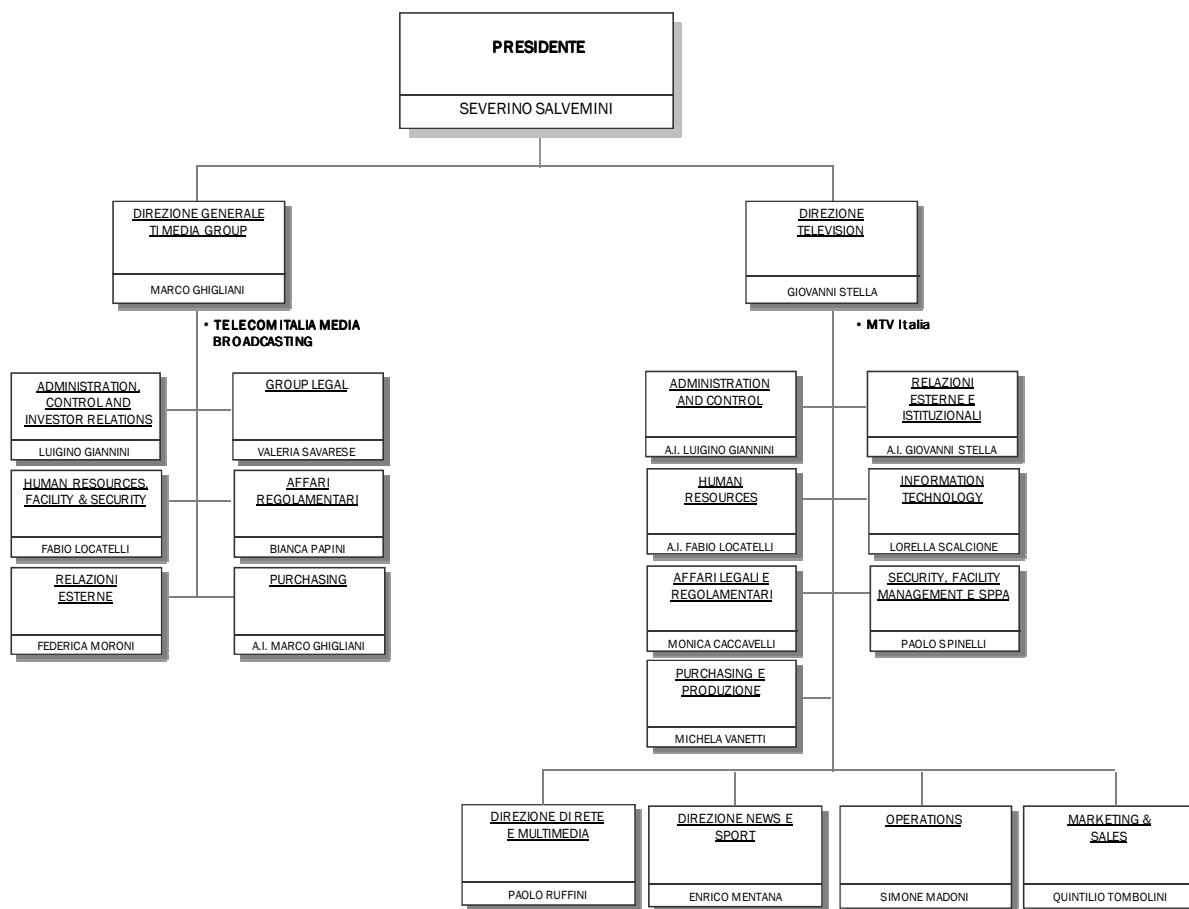 PRESIDENTE
SEVERINO SALVEMINI
DIREZIONE GENERALE
TI MEDIA GROUP
MARCO GHIGLIANI
DIREZIONE
TELEVISION
GIOVANNI STELLA
• TELECOM ITALIA MEDIA
BROADCASTING
• MTV Italia
ADMINISTRATION,
CONTROL AND
INVESTOR RELATIONS
LUIGINO GIANNINI
GROUP LEGAL
VALERIA SAVARESE
HUMAN RESOURCES,
FACILITY & SECURITY
FABIO LOCATELLI
AFFARI
REGOLAMENTARI
BIANCA PAPINI
RELAZIONI
ESTERNE
FEDERICA MORONI
PURCHASING
A.I. MARCO GHIGLIANI
ADMINISTRATION
AND CONTROL
A.I. LUIGINO GIANNINI
RELAZIONI
ESTERNE E
ISTITUZIONALI
A.I. GIOVANNI STELLA
HUMAN
RESOURCES
A.I. FABIO LOCATELLI
INFORMATION
TECHNOLOGY
LORELLA SCALCIONE
AFFARI LEGALI E
REGOLAMENTARI
MONICA CACCAVELLI
SECURITY, FACILITY
MANAGEMENT E SPPA
PAOLO SPINELLI
PURCHASING E
PRODUZIONE
MICHELA VANETTI
DIREZIONE DI RETE
E MULTIMEDIA
PAOLO RUFFINI
DIREZIONE NEWS E
SPORT
ENRICO MENTANA
OPERATIONS
SIMONE MADONI
MARKETING &
SALES
QUINTILIO TOMBOLINI